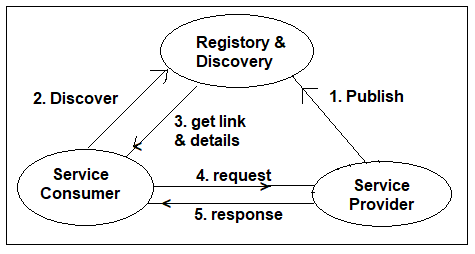 Registory &
Discovery
2. Discover
1. Publish
3. get link
& details
Service
Consumer
4. request
5. response
Service
Provider